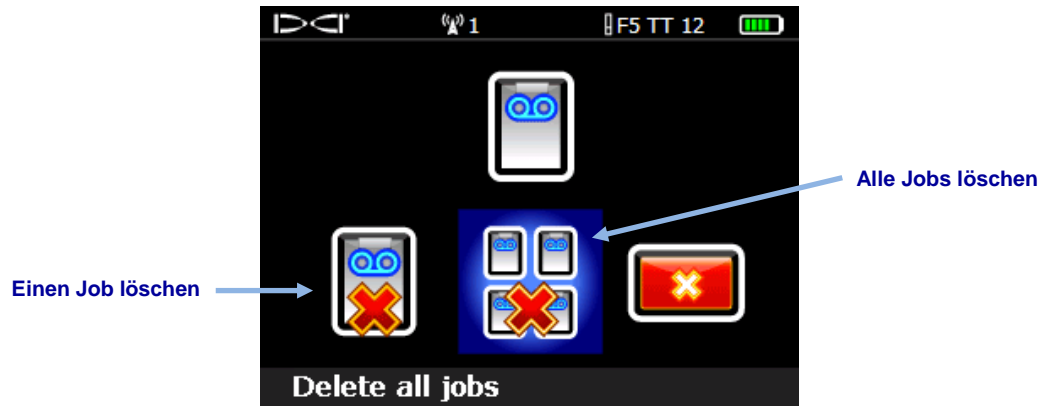 DCI
1
F5 TT 12
Alle Jobs löschen
Einen Job löschen
Delete all jobs